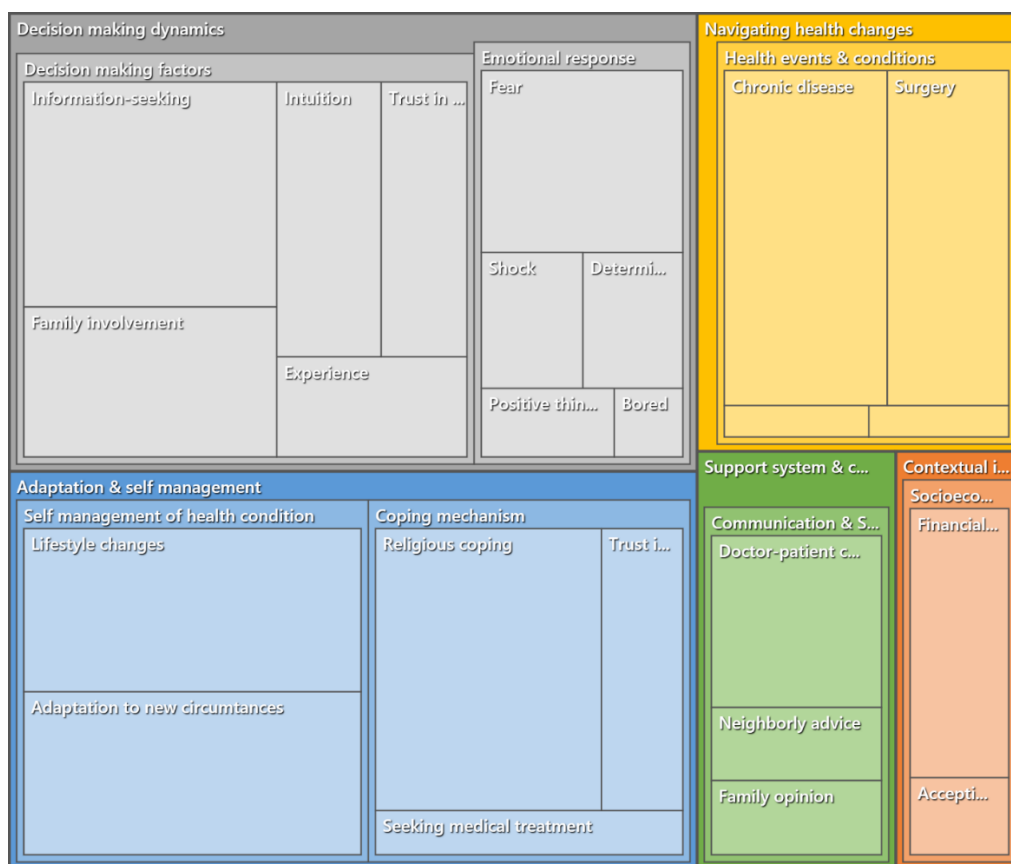 Decision making dynamics
Decision making factors
Information-seeking
Intuition
Trust in ...
Family involvement
Experience
Emotional response
Fear
Shock
Determi...
Positive thin...
Bored
Navigating health changes
Health events & conditions
Chronic disease
Surgery
Adaptation & self management
Self management of health condition
Lifestyle changes
Adaptation to new circumtances
Coping mechanism
Religious coping
Trust i...
Seeking medical treatment
Support system & c...
Communication & S...
Doctor-patient c...
Neighborly advice
Family opinion
Contextual i...
Socioeco...
Financial...
Accepti...